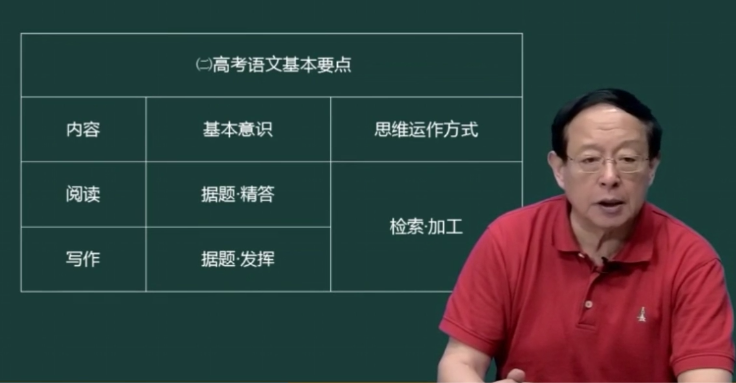 ㈡高考语文基本要点
内容 基本意识 思维运作方式
阅读 据题·精答
检索·加工
写作 据题·发挥